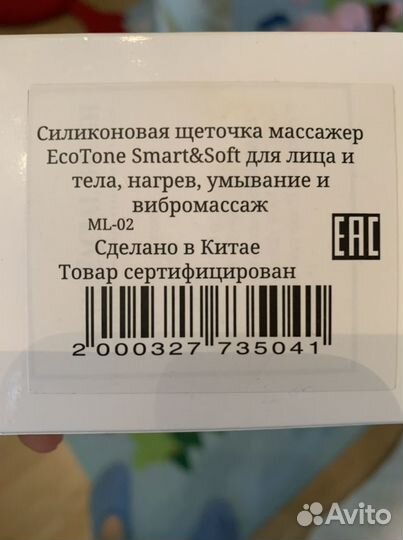 Силиконовая щеточка массажер
EcoTone Smart&Soft для лица и
тела, нагрев, умывание и
вибромассаж
ML-02
Сделано в Китае
Товар сертифицирован
EAC
2 000327 735041
Avito